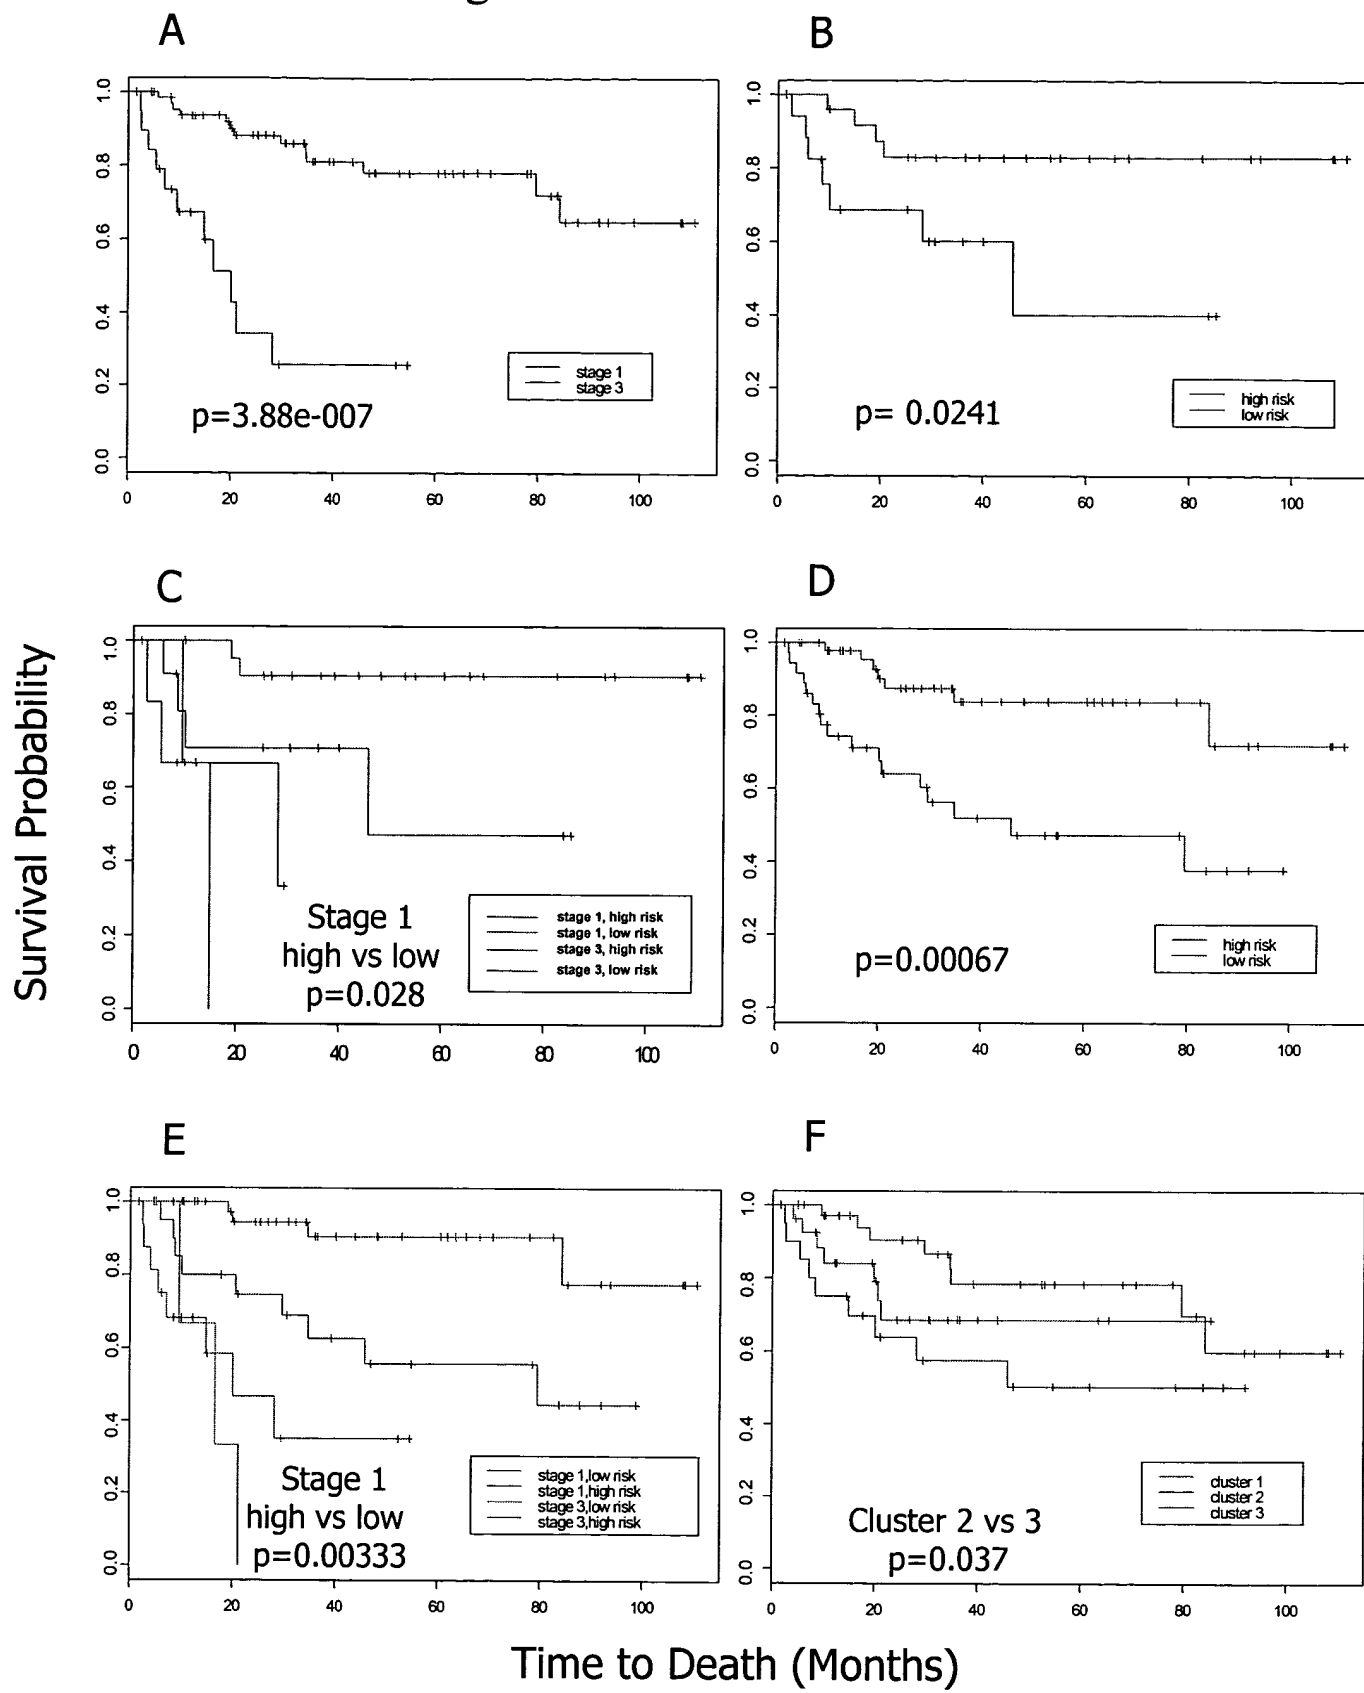 A
B
1.0
0.8
0.6
0.4
0.2
0.0
stage 1
stage 3
p=3.88e-007
0
20
40
60
80
100
1.0
0.8
0.6
0.4
0.2
0.0
high risk
low risk
p= 0.0241
0
20
40
60
80
100
C
D
Survival Probability
1.0
0.8
0.6
0.4
0.2
0.0
Stage 1
high vs low
p=0.028
stage 1, high risk
stage 1, low risk
stage 3, high risk
stage 3, low risk
0
20
40
60
80
100
1.0
0.8
0.6
0.4
0.2
0.0
high risk
low risk
p=0.00067
0
20
40
60
80
100
E
F
1.0
0.8
0.6
0.4
0.2
0.0
Stage 1
high vs low
p=0.00333
stage 1,low risk
stage 1,high risk
stage 3,low risk
stage 3,high risk
0
20
40
60
80
100
1.0
0.8
0.6
0.4
0.2
0.0
cluster 1
cluster 2
cluster 3
Cluster 2 vs 3
p=0.037
0
20
40
60
80
100
Time to Death (Months)